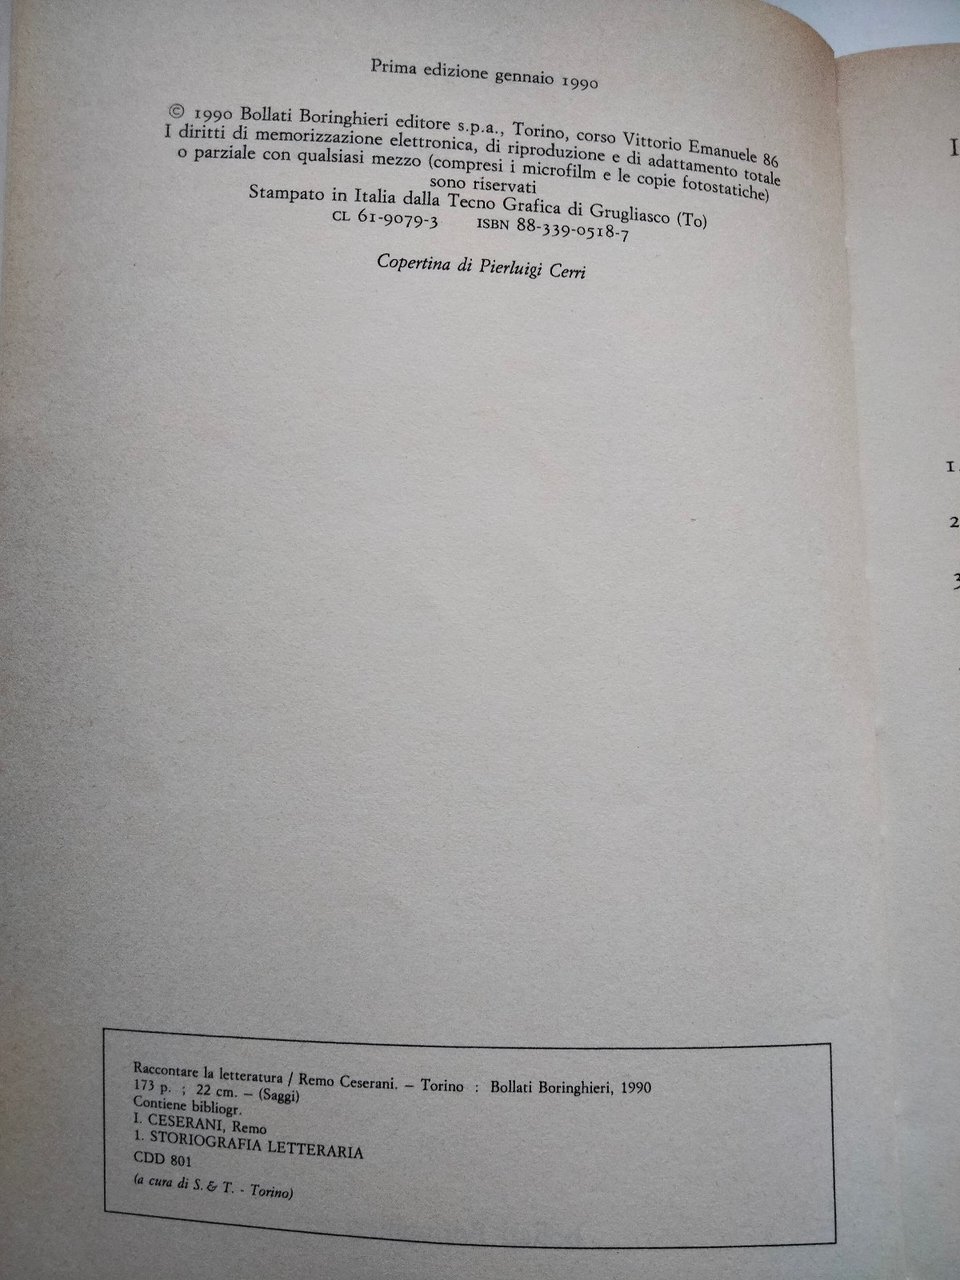 Prima edizione gennaio 1990
© 1990 Bollati Boringhieri editore s.p.a., Torino, corso Vittorio Emanuele 86
I diritti di memorizzazione elettronica, di riproduzione e di adattamento totale
o parziale con qualsiasi mezzo (compresi i microfilm e le copie fotostatiche)
sono riservati
Stampato in Italia dalla Tecno Grafica di Grugliasco (To)
CL 61-9079-3 ISBN 88-339-0518-7
Copertina di Pierluigi Cerri
Raccontare la letteratura / Remo Ceserani. – Torino : Bollati Boringhieri, 1990
173 p. ; 22 cm. – (Saggi)
Contiene bibliogr.
I. CESERANI, Remo
1. STORIOGRAFIA LETTERARIA
CDD 801
(a cura di S. & T. - Torino)
I
1.
2
3